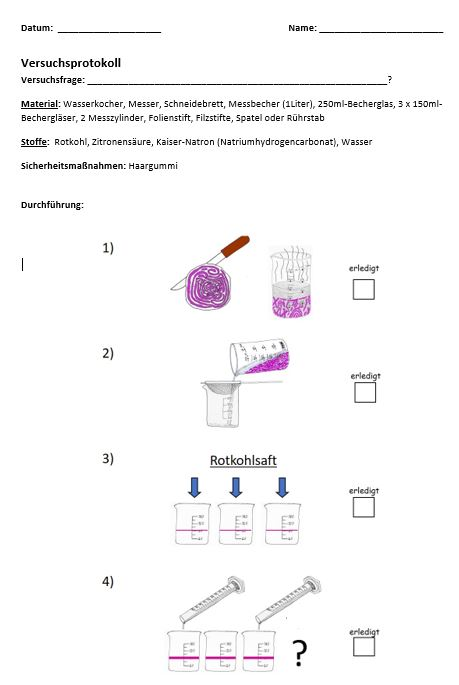 Datum: ____________________ Name: ________________________
Versuchsprotokoll
Versuchsfrage: __________________________________________________________?
Material: Wasserkocher, Messer, Schneidebrett, Messbecher (1Liter), 250ml-Becherglas, 3 x 150ml-
Bechergläser, 2 Messzylinder, Folienstift, Filzstifte, Spatel oder Rührstab
Stoffe: Rotkohl, Zitronensäure, Kaiser-Natron (Natriumhydrogencarbonat), Wasser
Sicherheitsmaßnahmen: Haargummi
Durchführung:
1)
erledigt
2)
erledigt
3)
Rotkohlsaft
erledigt
4)
?
erledigt